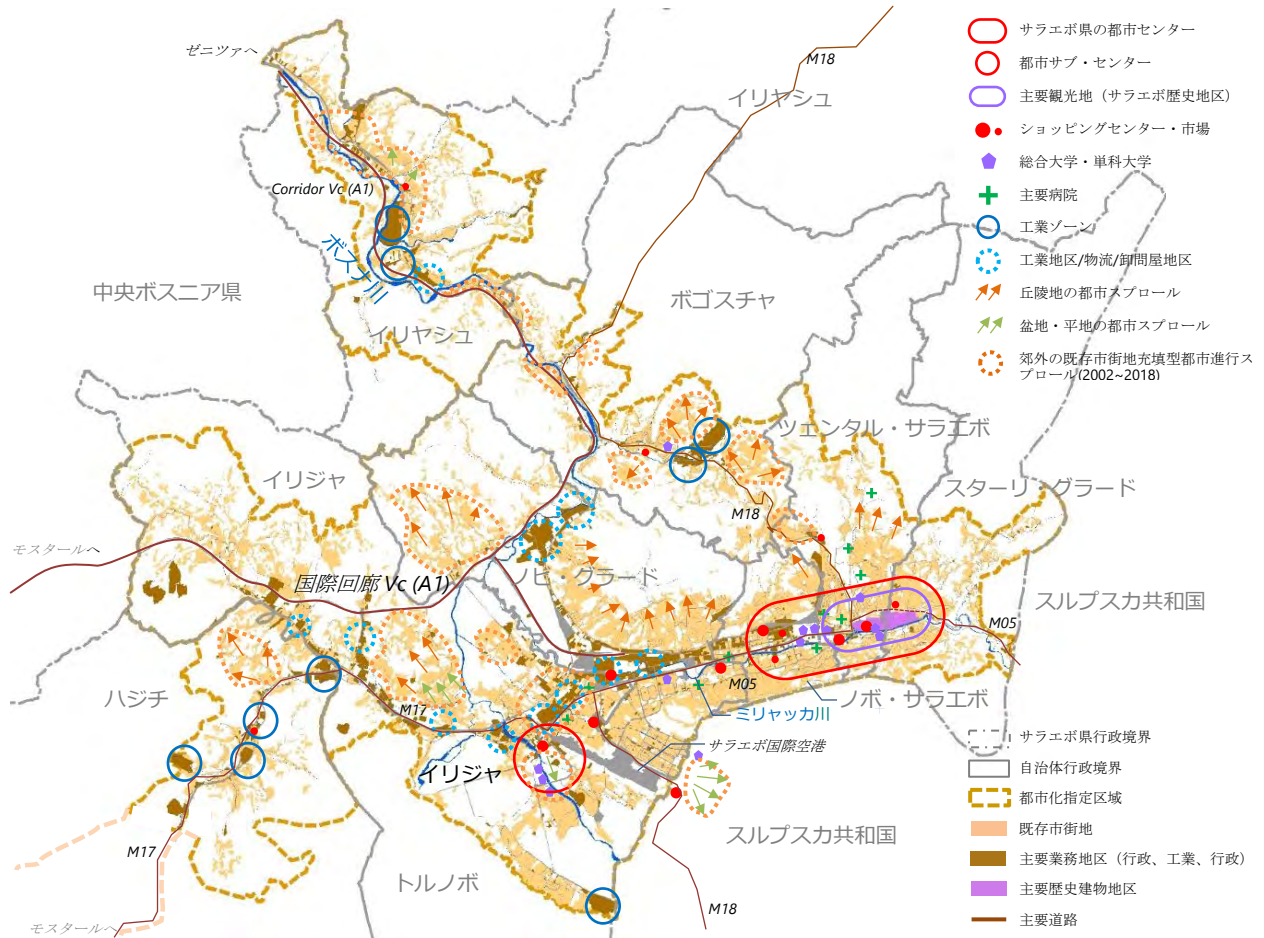 ゼニツァへ
M18
イリヤシュ
Corridor Vc (A1)
ボスナ川
中央ボスニア県
イリヤシュ
ボゴスチャ
ツェンタル・サラエボ
イリジャ
スターリ・グラード
M18
モスタールへ
国際回廊 Vc (A1)
ノビ・グラード
スルプスカ共和国
M05
ハジチ
M17
M05
ノボ・サラエボ
ミリャッカ川
サラエボ国際空港
イリジャ
スルプスカ共和国
M17
トルノボ
M18
モスタールへ
サラエボ県の都市センター
都市サブ・センター
主要観光地（サラエボ歴史地区）
ショッピングセンター・市場
総合大学・単科大学
主要病院
工業ゾーン
工業地区/物流/卸問屋地区
丘陵地の都市スプロール
盆地・平地の都市スプロール
郊外の既存市街地充填型都市進行ス
プロール(2002~2018)
サラエボ県行政境界
自治体行政境界
都市化指定区域
既存市街地
主要業務地区（行政、工業、行政）
主要歴史建物地区
主要道路